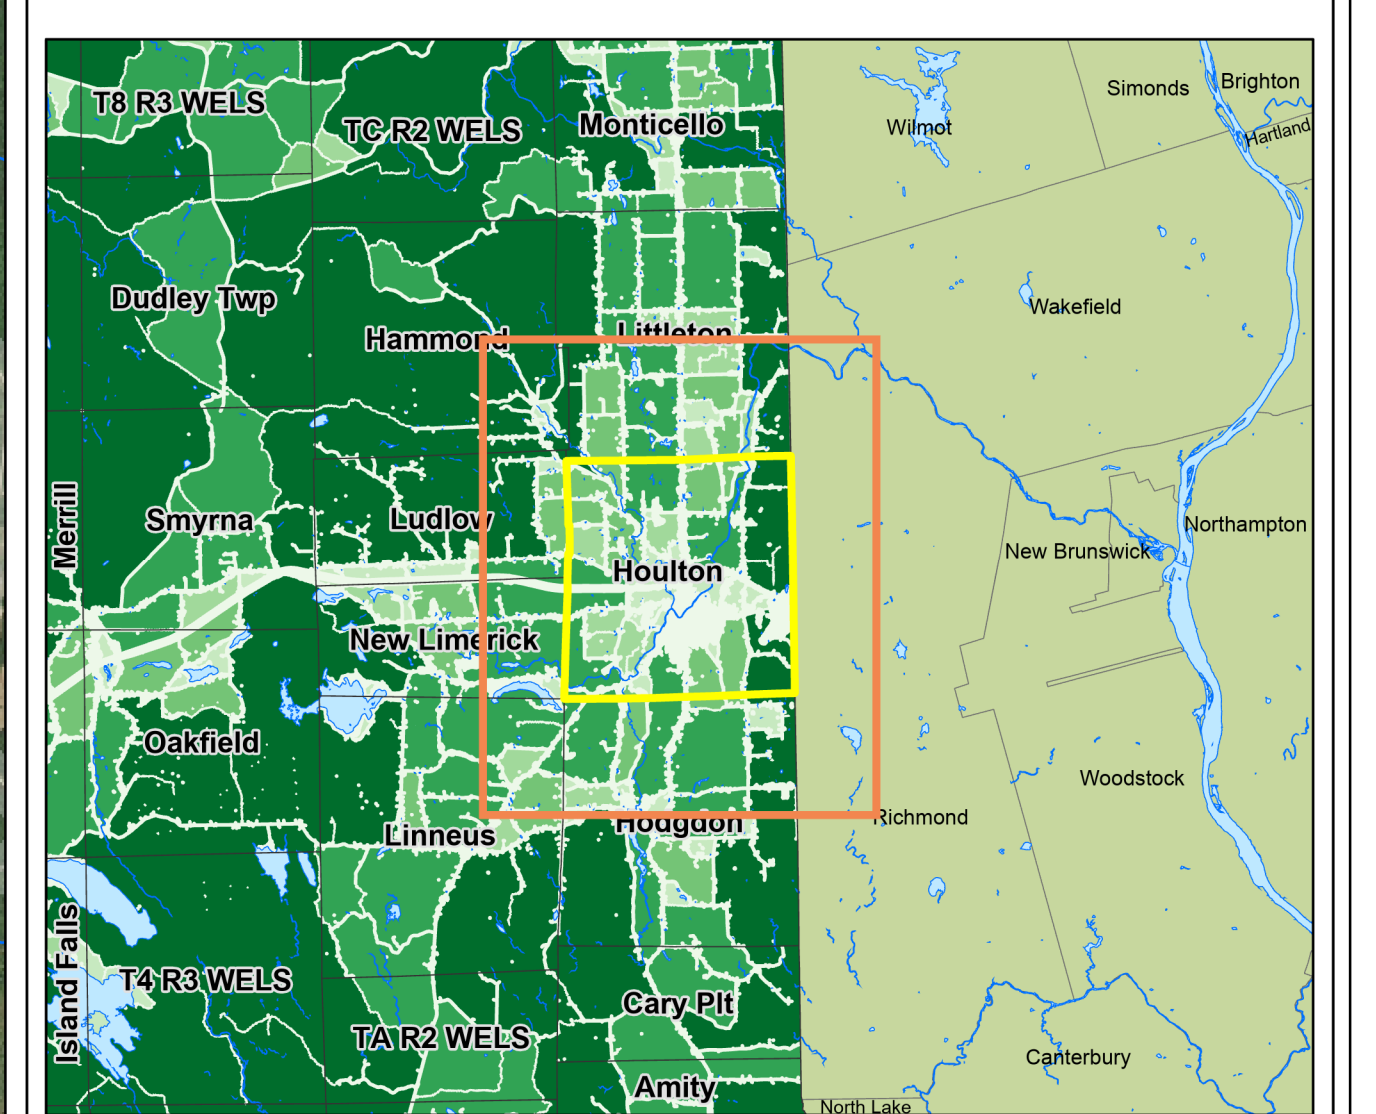 Simonds
Brighton
T8 R3 WELS
TC R2 WELS
Monticello
Wilmot
Hartland
Dudley Twp
Wakefield
Hammond
Littleton
Merrill
Smyrna
Ludlow
Northampton
New Brunswick
Houlton
New Limerick
Oakfield
Woodstock
Linneus
Hodgdon
Richmond
Island Falls
T4 R3 WELS
Cary Plt
TA R2 WELS
Canterbury
Amity
North Lake